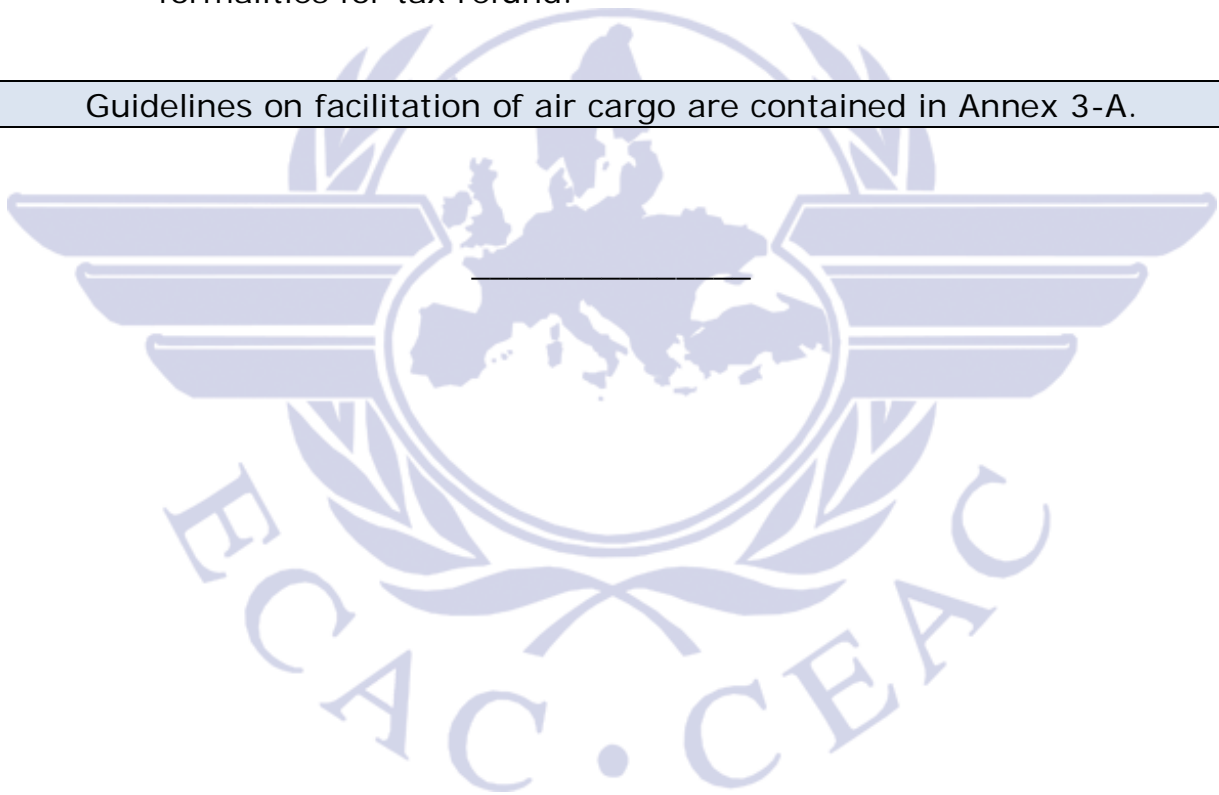 formalities for tax refund.
Guidelines on facilitation of air cargo are contained in Annex 3-A.
ECAC • CEAC